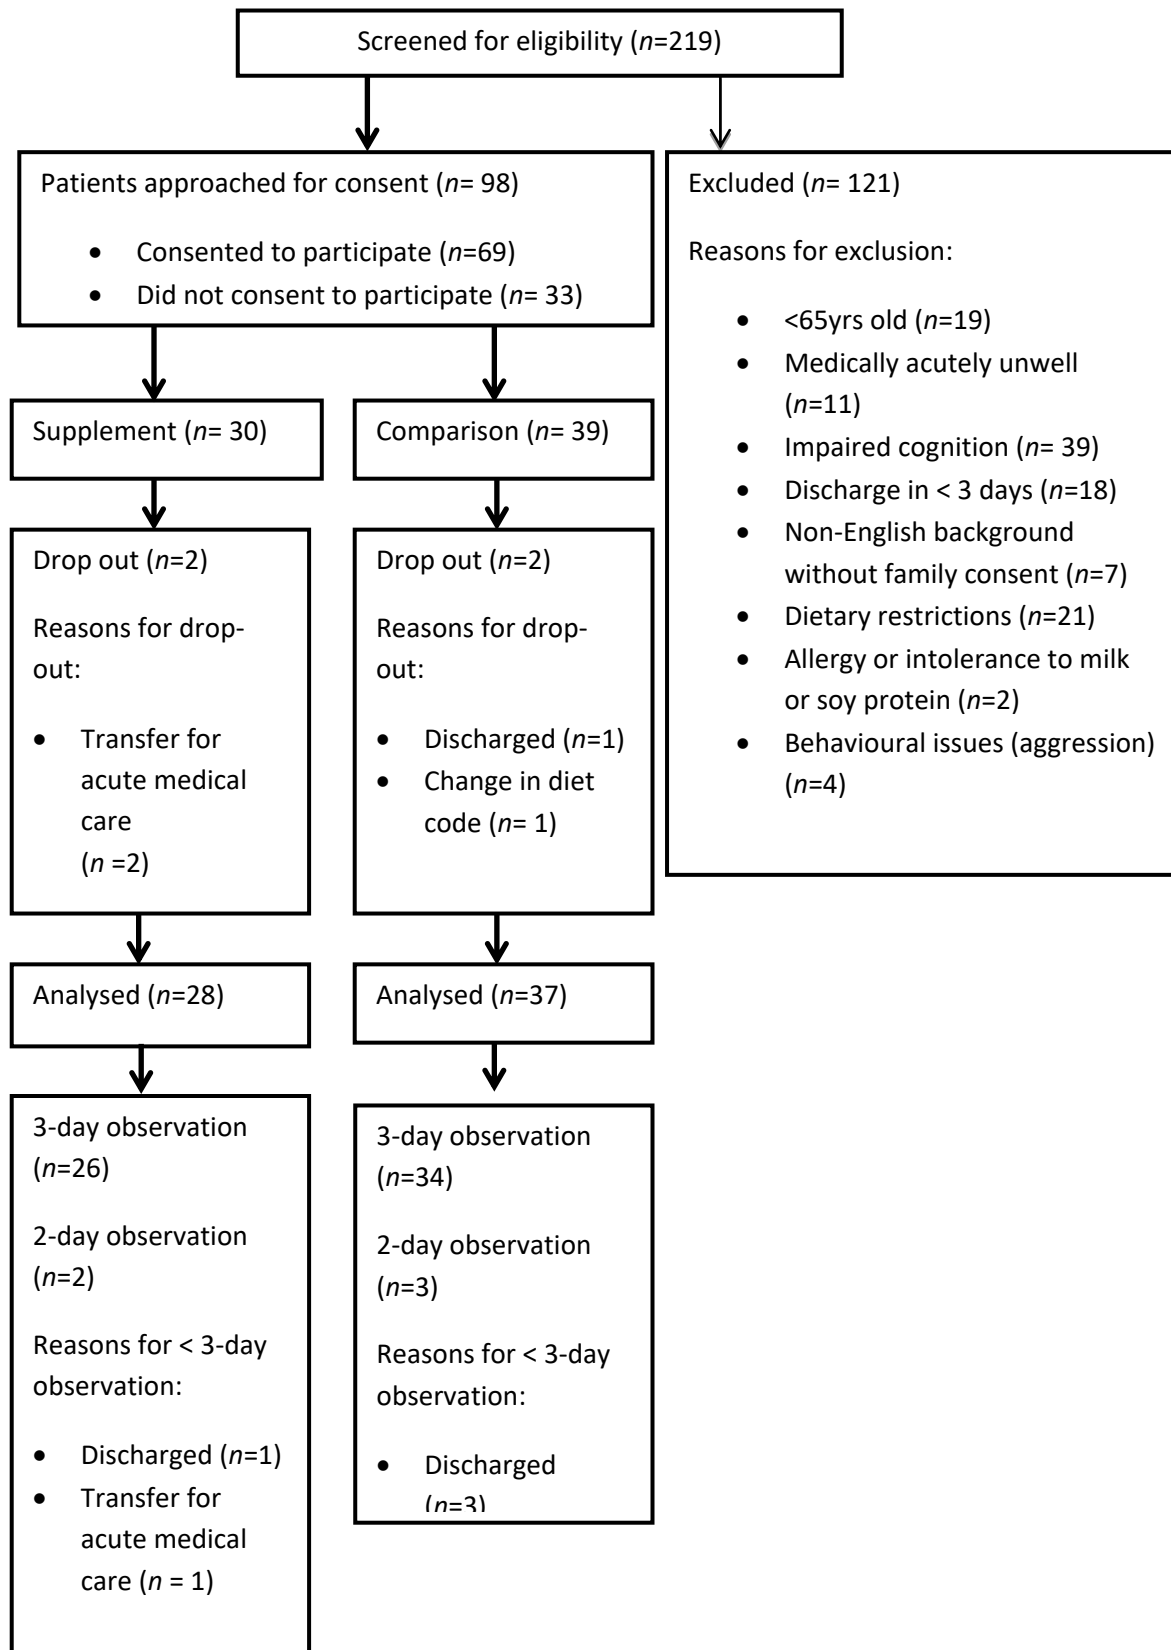 Screened for eligibility (n=219)
Patients approached for consent (n= 98)
• Consented to participate (n=69)
• Did not consent to participate (n= 33)
Excluded (n= 121)
Reasons for exclusion:
• <65yrs old (n=19)
• Medically acutely unwell
(n=11)
• Impaired cognition (n= 39)
• Discharge in < 3 days (n=18)
• Non-English background
without family consent (n=7)
• Dietary restrictions (n=21)
• Allergy or intolerance to milk
or soy protein (n=2)
• Behavioural issues (aggression)
(n=4)
Supplement (n= 30)
Comparison (n= 39)
Drop out (n=2)
Reasons for drop-
out:
• Transfer for
acute medical
care
(n =2)
Drop out (n=2)
Reasons for drop-
out:
• Discharged (n=1)
• Change in diet
code (n= 1)
Analysed (n=28)
Analysed (n=37)
3-day observation
(n=26)
2-day observation
(n=2)
Reasons for < 3-day
observation:
• Discharged (n=1)
• Transfer for
acute medical
care (n = 1)
3-day observation
(n=34)
2-day observation
(n=3)
Reasons for < 3-day
observation:
• Discharged
(n=3)